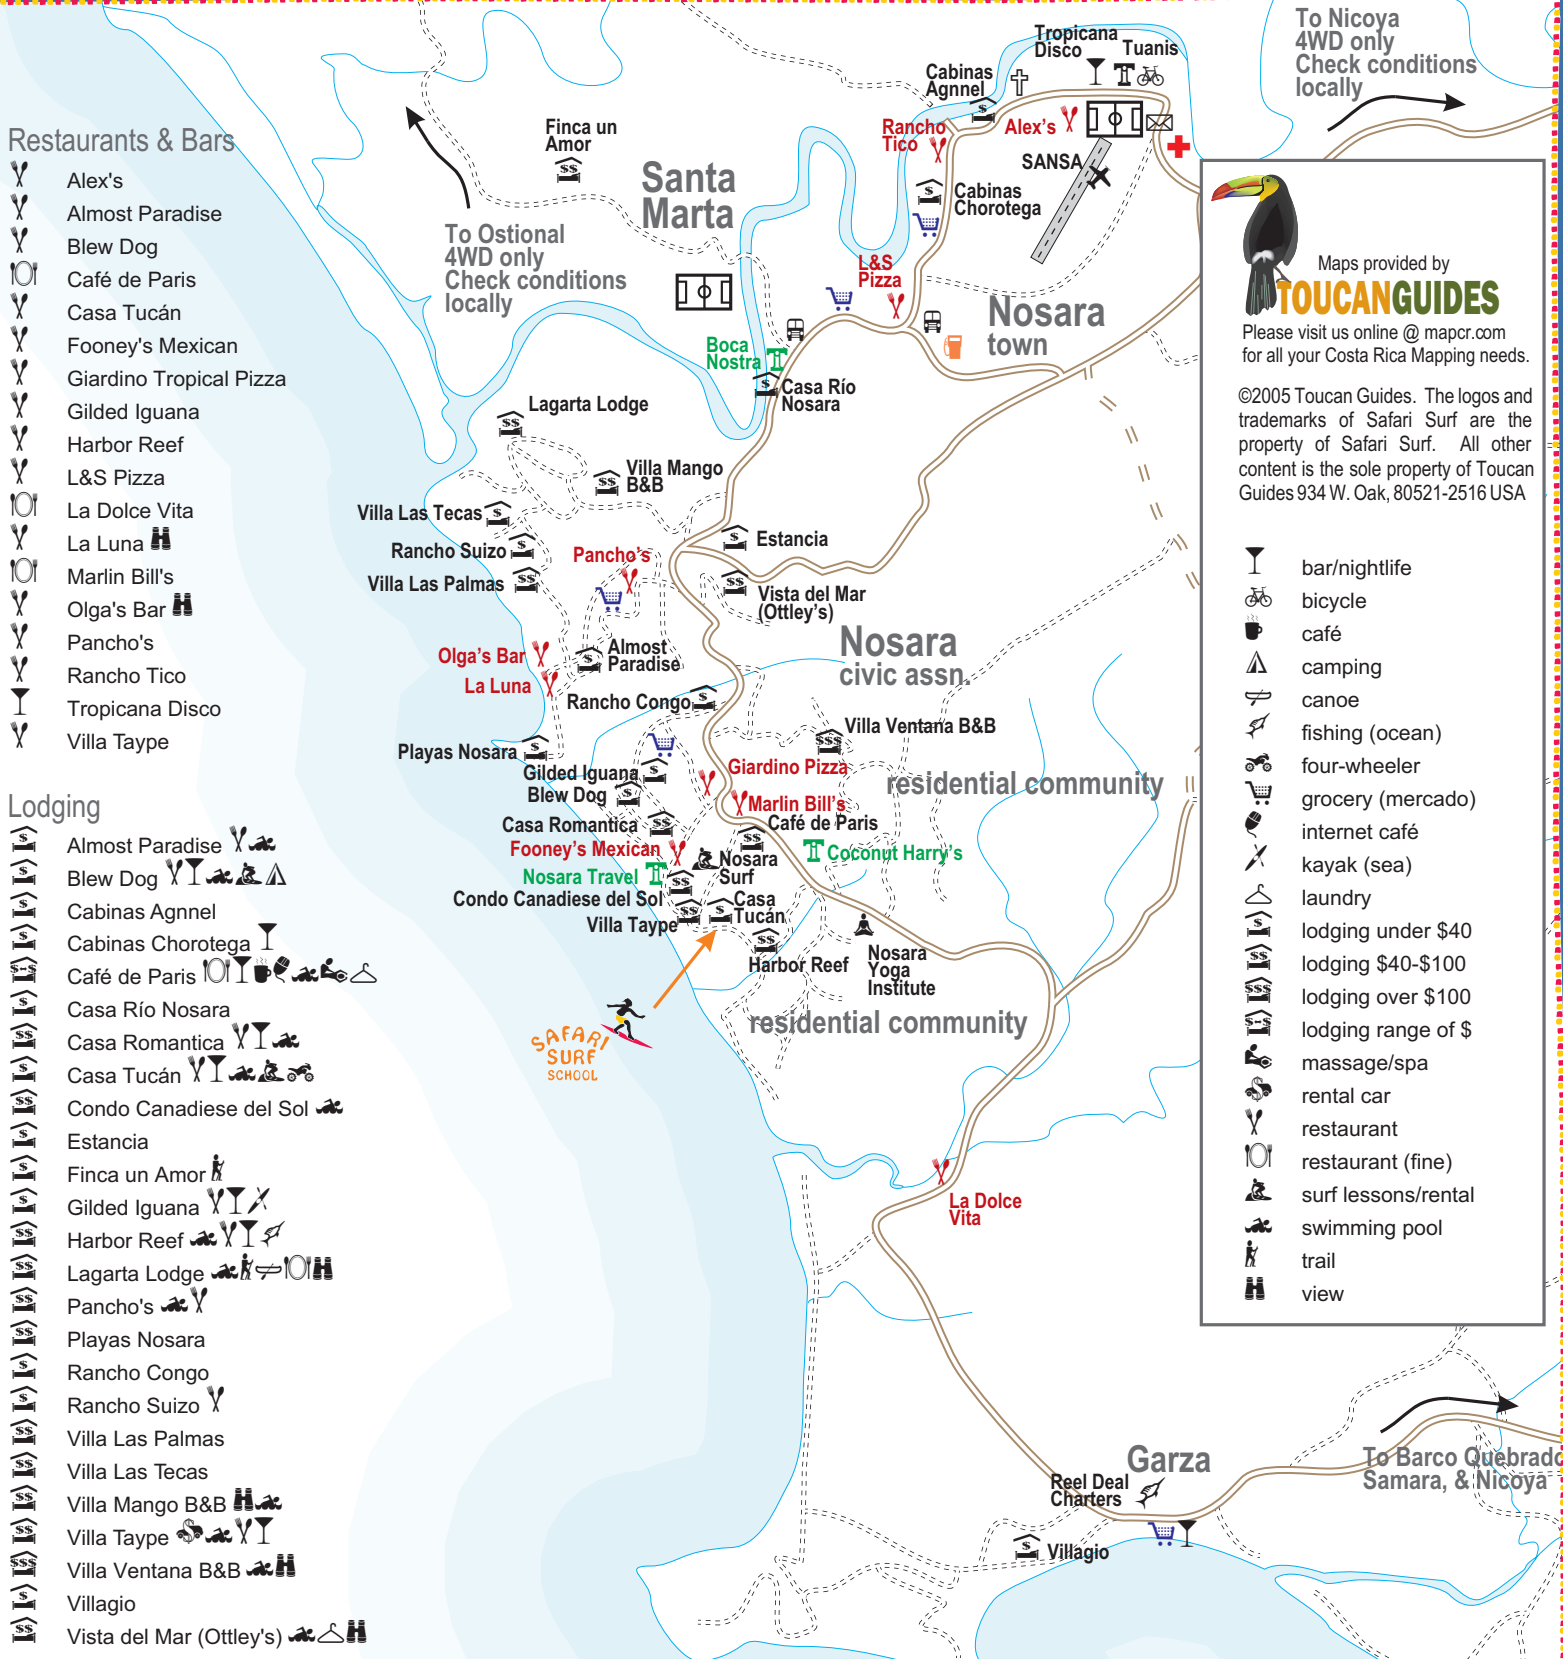 Restaurants & Bars
Alex's
Almost Paradise
Blew Dog
Café de Paris
Casa Tucán
Fooney's Mexican
Giardino Tropical Pizza
Gilded Iguana
Harbor Reef
L&S Pizza
La Dolce Vita
La Luna
Marlin Bill's
Olga's Bar
Pancho's
Rancho Tico
Tropicana Disco
Villa Taype
Lodging
Almost Paradise
Blew Dog
Cabinas Agnnel
Cabinas Chorotega
Café de Paris
Casa Río Nosara
Casa Romantica
Casa Tucán
Condo Canadiese del Sol
Estancia
Finca un Amor
Gilded Iguana
Harbor Reef
Lagarta Lodge
Pancho's
Playas Nosara
Rancho Congo
Rancho Suizo
Villa Las Palmas
Villa Las Tecas
Villa Mango B&B
Villa Taype
Villa Ventana B&B
Villagio
Vista del Mar (Ottley's)
To Ostional
4WD only
Check conditions
locally
Finca un
Amor
$$
Santa
Marta
Cabinas
Agnnel
$
Tropicana
Disco
Tuanis
Rancho
Tico
Alex's
SANSA
Cabinas
Chorotega
$
L&S
Pizza
Nosara
town
Boca
Nostra
Casa Río
Nosara
$
To Nicoya
4WD only
Check conditions
locally
Lagarta Lodge
$$
Villa Mango
B&B
$$
Villa Las Tecas
$
Rancho Suizo
$
Villa Las Palmas
$$
Pancho's
Estancia
$
Vista del Mar
(Ottley's)
$$
Olga's Bar
La Luna
Almost
Paradise
$
Nosara
civic assn.
Rancho Congo
$
Villa Ventana B&B
$$$
Playas Nosara
$
Gilded Iguana
$
Blew Dog
$
Giardino Pizza
residential community
Marlin Bill's
Café de Paris
$$
Casa Romantica
$$
Fooney's Mexican
Nosara Travel
Nosara
Surf
Coconut Harry's
Condo Canadiese del Sol
$$
Villa Taype
$$
Casa
Tucán
$
Harbor Reef
$$
Nosara
Yoga
Institute
residential community
SAFARI
SURF
SCHOOL
La Dolce
Vita
Garza
Reel Deal
Charters
Villagio
$
To Barco Quebrado
Samara, & Nicoya
Maps provided by
TOUCANGUIDES
Please visit us online @ mapcr.com
for all your Costa Rica Mapping needs.
©2005 Toucan Guides. The logos and
trademarks of Safari Surf are the
property of Safari Surf. All other
content is the sole property of Toucan
Guides 934 W. Oak, 80521-2516 USA
bar/nightlife
bicycle
café
camping
canoe
fishing (ocean)
four-wheeler
grocery (mercado)
internet café
kayak (sea)
laundry
$ lodging under $40
$$ lodging $40-$100
$$$ lodging over $100
$-$ lodging range of $
massage/spa
rental car
restaurant
restaurant (fine)
surf lessons/rental
swimming pool
trail
view